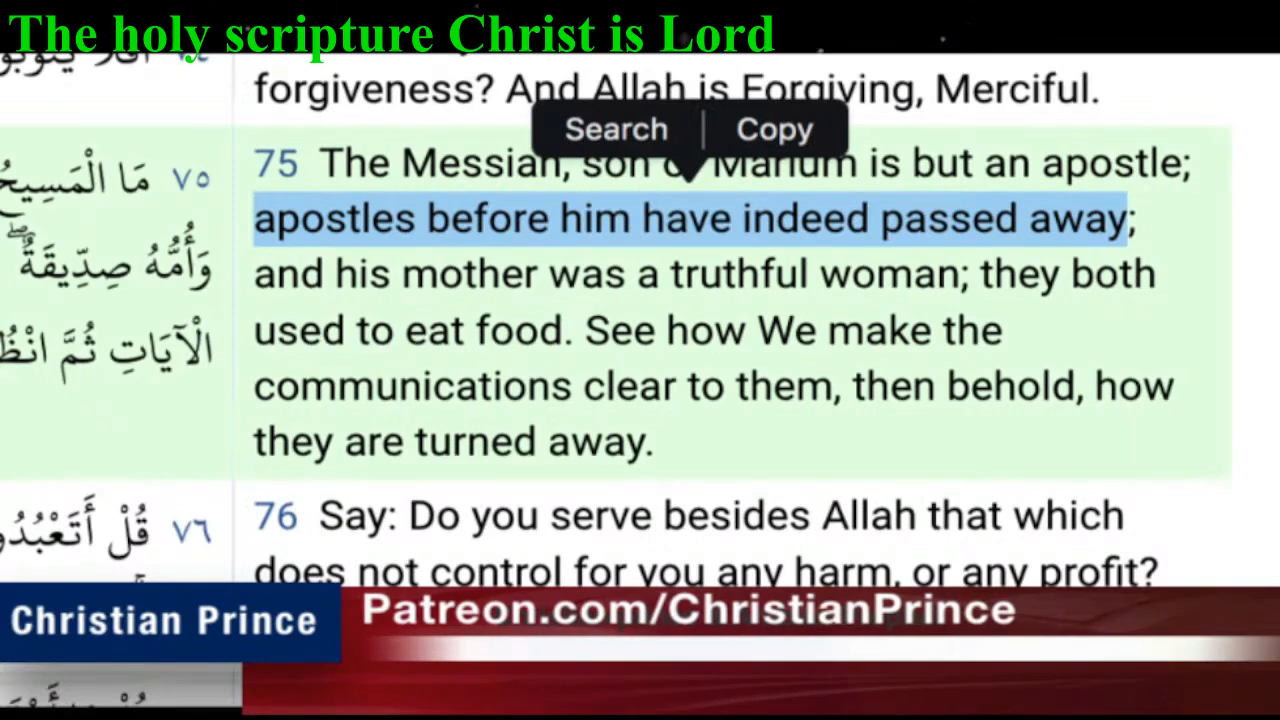 The holy scripture Christ is Lord
forgiveness? And Allah is Forgiving, Merciful.
Search Copy
75 The Messiah, son of Marium is but an apostle;
٧٥ مَا الْمَسِيحُ
apostles before him have indeed passed away;
وَأُمُّهُ صِدِّيقَةٌ ۖ
and his mother was a truthful woman; they both
used to eat food. See how We make the
الْآيَاتِ ثُمَّ انْظُ
communications clear to them, then behold, how
they are turned away.
76 Say: Do you serve besides Allah that which
٧٦ قُلْ أَتَعْبُدُو
does not control for you any harm, or any profit?
Christian Prince
Patreon.com/ChristianPrince